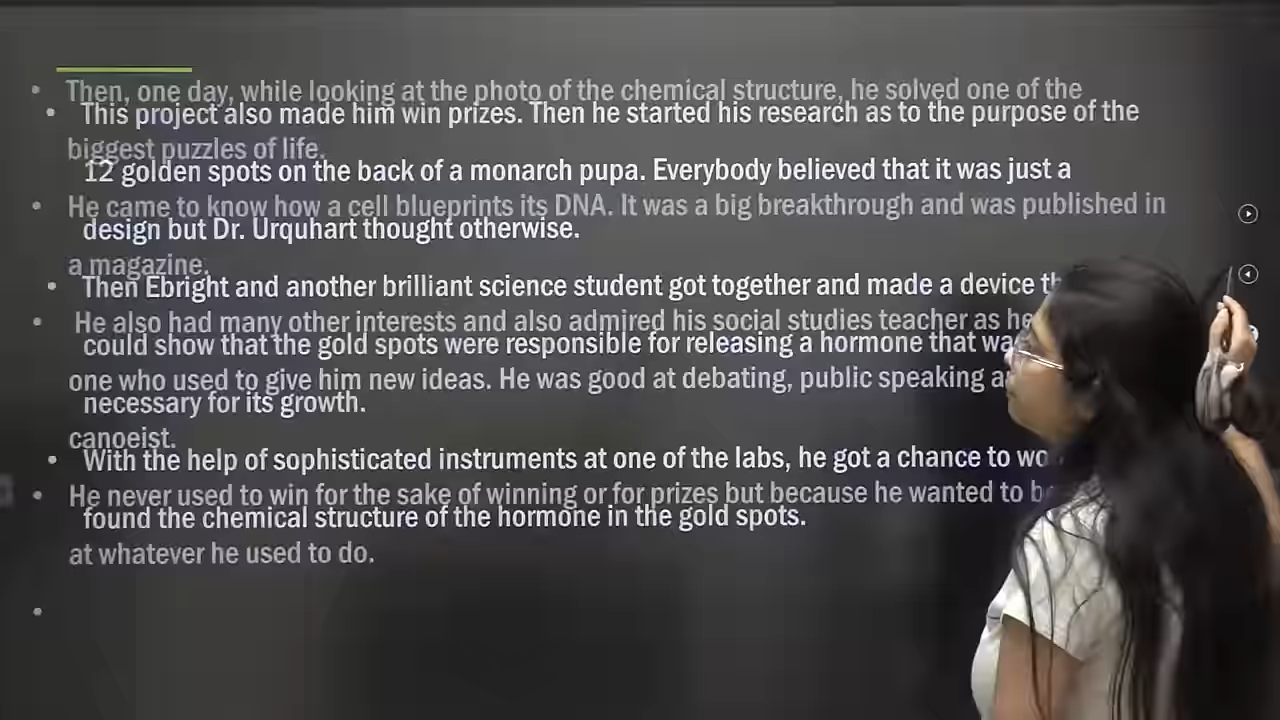 Then, one day, while looking at the photo of the chemical structure, he solved one of the
This project also made him win prizes. Then he started his research as to the purpose of the
biggest puzzles of life.
12 golden spots on the back of a monarch pupa. Everybody believed that it was just a
He came to know how a cell blueprints its DNA. It was a big breakthrough and was published in
design but Dr. Urquhart thought otherwise.
a magazine.
Then Ebright and another brilliant science student got together and made a device
He also had many other interests and also admired his social studies teacher as he
could show that the gold spots were responsible for releasing a hormone that
one who used to give him new ideas. He was good at debating, public speaking
necessary for its growth.
canoeist.
With the help of sophisticated instruments at one of the labs, he got a chance to
He never used to win for the sake of winning or for prizes but because he wanted to
found the chemical structure of the hormone in the gold spots.
at whatever he used to do.